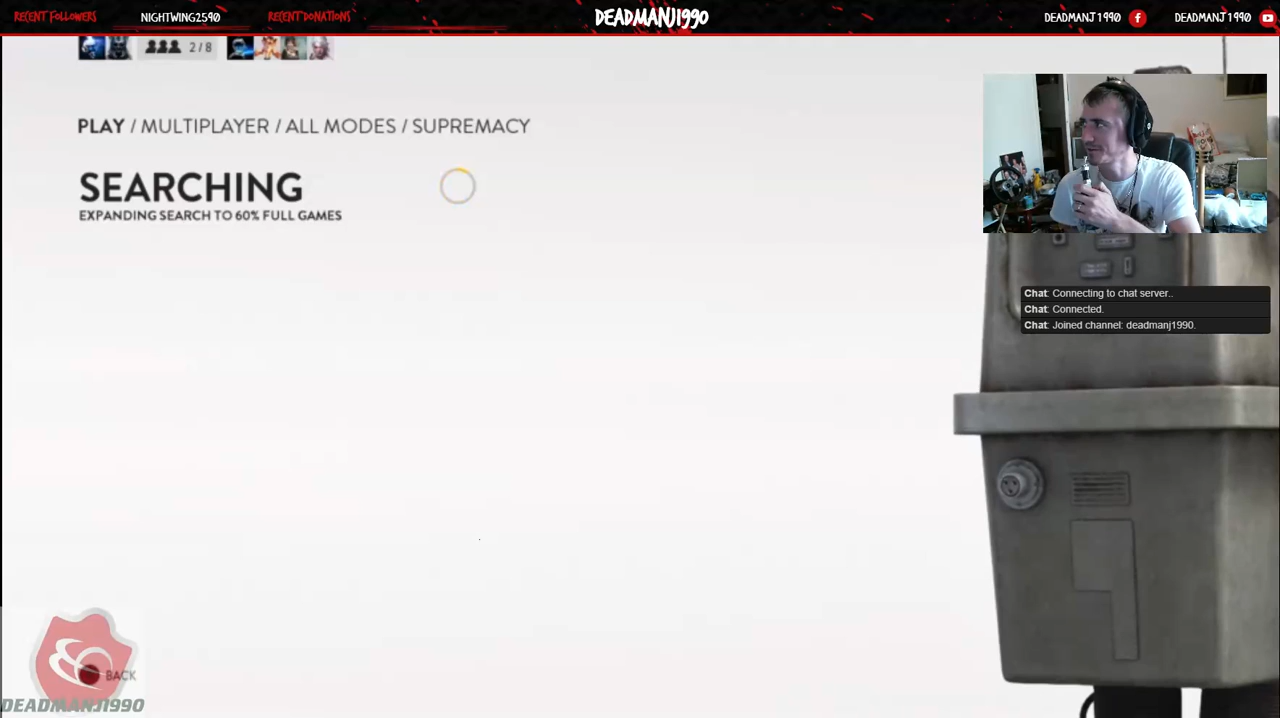 RECENT FOLLOWERS NIGHTWING2590 RECENT DONATIONS DEADMANJ1990 DEADMANJ1990 DEADMANJ1990
2/8
PLAY / MULTIPLAYER / ALL MODES / SUPREMACY
SEARCHING
EXPANDING SEARCH TO 60% FULL GAMES
Chat: Connecting to chat server..
Chat: Connected.
Chat: Joined channel: deadmanj1990.
BACK
DEADMANJ1990